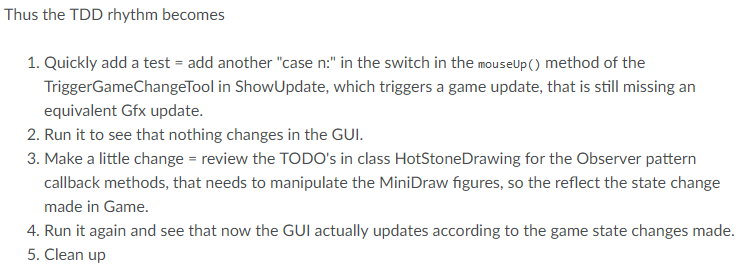 Thus the TDD rhythm becomes
1. Quickly add a test = add another "case n:" in the switch in the mouseUp() method of the
TriggerGameChangeTool in ShowUpdate, which triggers a game update, that is still missing an
equivalent Gfx update.
2. Run it to see that nothing changes in the GUI.
3. Make a little change = review the TODO's in class HotStoneDrawing for the Observer pattern
callback methods, that needs to manipulate the MiniDraw figures, so the reflect the state change
made in Game.
4. Run it again and see that now the GUI actually updates according to the game state changes made.
5. Clean up